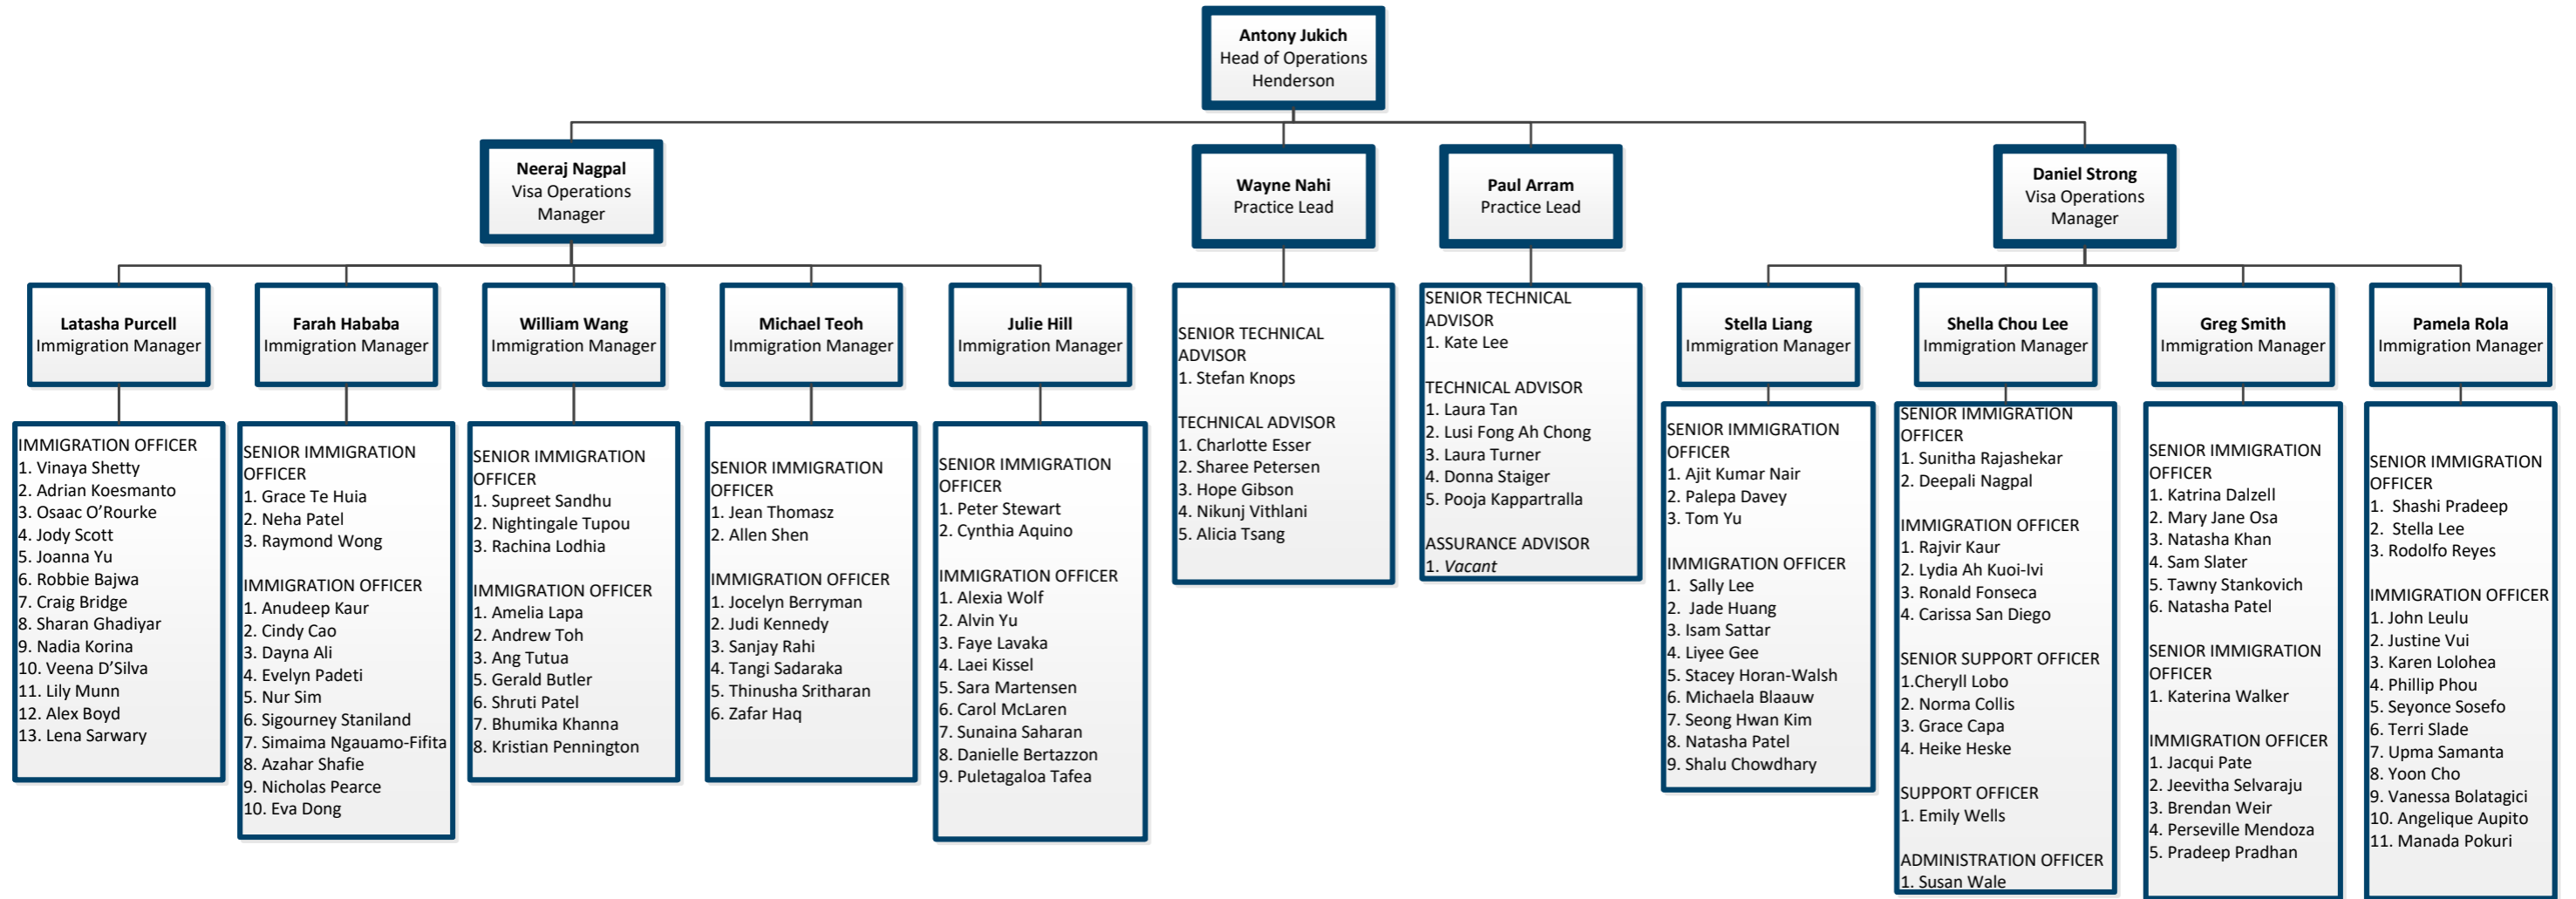 Antony Jukich
Head of Operations
Henderson
Neeraj Nagpal
Visa Operations
Manager
Wayne Nahi
Practice Lead
Paul Arram
Practice Lead
Daniel Strong
Visa Operations
Manager
Latasha Purcell
Immigration Manager
Farah Hababa
Immigration Manager
William Wang
Immigration Manager
Michael Teoh
Immigration Manager
Julie Hill
Immigration Manager
Stella Liang
Immigration Manager
Shella Chou Lee
Immigration Manager
Greg Smith
Immigration Manager
Pamela Rola
Immigration Manager
IMMIGRATION OFFICER
1. Vinaya Shetty
2. Adrian Koesmanto
3. Osaac O’Rourke
4. Jody Scott
5. Joanna Yu
6. Robbie Bajwa
7. Craig Bridge
8. Sharan Ghadiyar
9. Nadia Korina
10. Veena D’Silva
11. Lily Munn
12. Alex Boyd
13. Lena Sarwary
SENIOR IMMIGRATION
OFFICER
1. Grace Te Huia
2. Neha Patel
3. Raymond Wong
IMMIGRATION OFFICER
1. Anudeep Kaur
2. Cindy Cao
3. Dayna Ali
4. Evelyn Padeti
5. Nur Sim
6. Sigourney Staniland
7. Simaima Ngauamo-Fifita
8. Azahar Shafie
9. Nicholas Pearce
10. Eva Dong
SENIOR IMMIGRATION
OFFICER
1. Supreet Sandhu
2. Nightingale Tupou
3. Rachina Lodhia
IMMIGRATION OFFICER
1. Amelia Lapa
2. Andrew Toh
3. Ang Tutua
5. Gerald Butler
6. Shruti Patel
7. Bhumika Khanna
8. Kristian Pennington
SENIOR IMMIGRATION
OFFICER
1. Jean Thomasz
2. Allen Shen
IMMIGRATION OFFICER
1. Jocelyn Berryman
2. Judi Kennedy
3. Sanjay Rahi
4. Tangi Sadaraka
5. Thinusha Sritharan
6. Zafar Haq
SENIOR IMMIGRATION
OFFICER
1. Peter Stewart
2. Cynthia Aquino
IMMIGRATION OFFICER
1. Alexia Wolf
2. Alvin Yu
3. Faye Lavaka
4. Laei Kissel
5. Sara Martensen
6. Carol McLaren
7. Sunaina Saharan
8. Danielle Bertazzon
9. Puletagaloa Tafea
SENIOR TECHNICAL
ADVISOR
1. Stefan Knops
TECHNICAL ADVISOR
1. Charlotte Esser
2. Sharee Petersen
3. Hope Gibson
4. Nikunj Vithlani
5. Alicia Tsang
SENIOR TECHNICAL
ADVISOR
1. Kate Lee
TECHNICAL ADVISOR
1. Laura Tan
2. Lusi Fong Ah Chong
3. Laura Turner
4. Donna Staiger
5. Pooja Kappartralla
ASSURANCE ADVISOR
1. Vacant
SENIOR IMMIGRATION
OFFICER
1. Ajit Kumar Nair
2. Palepa Davey
3. Tom Yu
IMMIGRATION OFFICER
1. Sally Lee
2. Jade Huang
3. Isam Sattar
4. Liyee Gee
5. Stacey Horan-Walsh
6. Michaela Blaauw
7. Seong Hwan Kim
8. Natasha Patel
9. Shalu Chowdhary
SENIOR IMMIGRATION
OFFICER
1. Sunitha Rajashekar
2. Deepali Nagpal
IMMIGRATION OFFICER
1. Rajvir Kaur
2. Lydia Ah Kuoi-Ivi
3. Ronald Fonseca
4. Carissa San Diego
SENIOR SUPPORT OFFICER
1.Cheryll Lobo
2. Norma Collis
3. Grace Capa
4. Heike Heske
SUPPORT OFFICER
1. Emily Wells
ADMINISTRATION OFFICER
1. Susan Wale
SENIOR IMMIGRATION
OFFICER
1. Katrina Dalzell
2. Mary Jane Osa
3. Natasha Khan
4. Sam Slater
5. Tawny Stankovich
6. Natasha Patel
SENIOR IMMIGRATION
OFFICER
1. Katerina Walker
IMMIGRATION OFFICER
1. Jacqui Pate
2. Jeevitha Selvaraju
3. Brendan Weir
4. Perseville Mendoza
5. Pradeep Pradhan
SENIOR IMMIGRATION
OFFICER
1. Shashi Pradeep
2. Stella Lee
3. Rodolfo Reyes
IMMIGRATION OFFICER
1. John Leulu
2. Justine Vui
3. Karen Lolohea
4. Phillip Phou
5. Seyonce Sosefo
6. Terri Slade
7. Upma Samanta
8. Yoon Cho
9. Vanessa Bolatagici
10. Angelique Aupito
11. Manada Pokuri